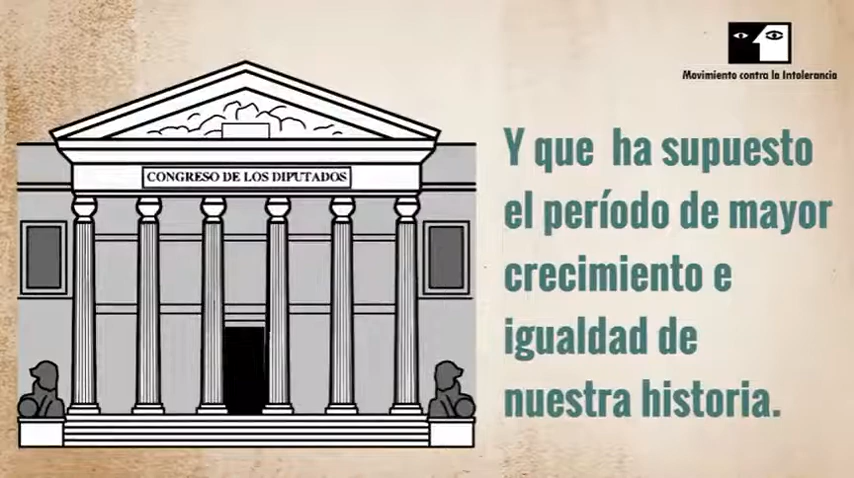 Movimiento contra la Intolerancia
CONGRESO DE LOS DIPUTADOS
Y que ha supuesto
el período de mayor
crecimiento e
igualdad de
nuestra historia.